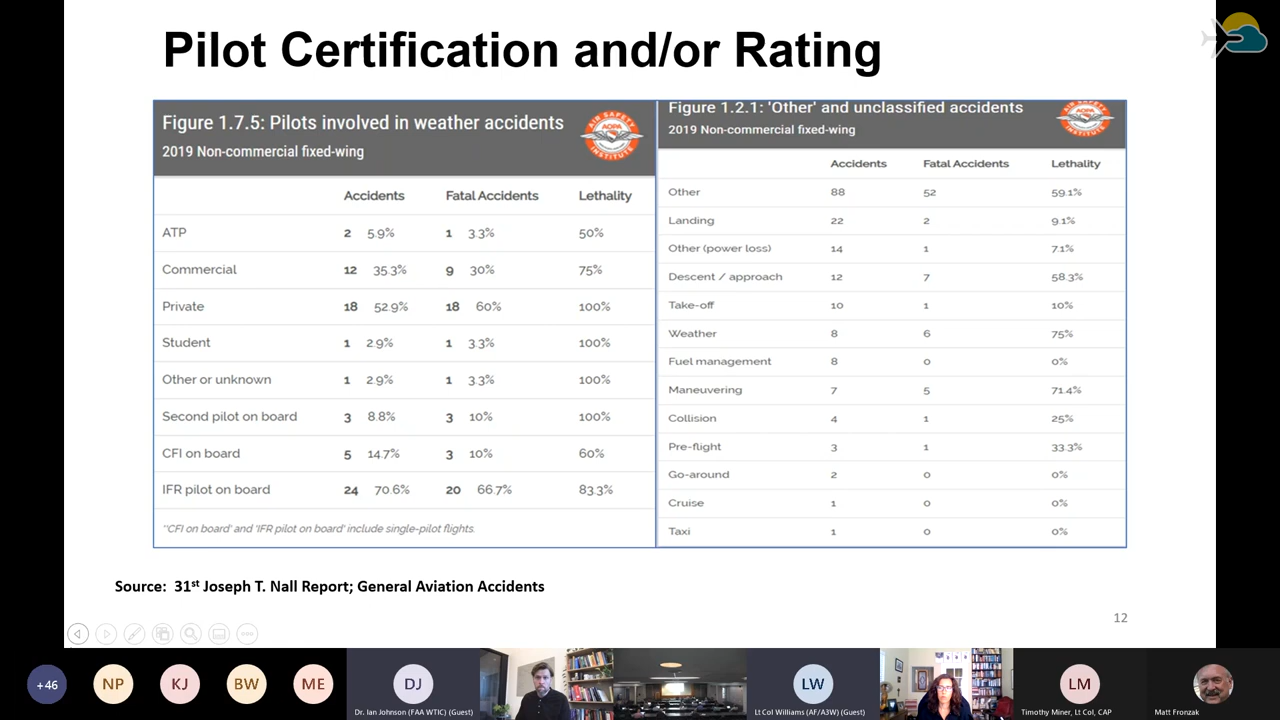 Pilot Certification and/or Rating
Figure 1.7.5: Pilots involved in weather accidents
2019 Non-commercial fixed-wing
AIR SAFETY
AOPA
INSTITUTE
Accidents Fatal Accidents Lethality
ATP 2 5.9% 1 3.3% 50%
Commercial 12 35.3% 9 30% 75%
Private 18 52.9% 18 60% 100%
Student 1 2.9% 1 3.3% 100%
Other or unknown 1 2.9% 1 3.3% 100%
Second pilot on board 3 8.8% 3 10% 100%
CFI on board 5 14.7% 3 10% 60%
IFR pilot on board 24 70.6% 20 66.7% 83.3%
"CFI on board' and 'IFR pilot on board' include single-pilot flights.
Figure 1.2.1: 'Other' and unclassified accidents
2019 Non-commercial fixed-wing
AOPA
INSTITUTE
Accidents Fatal Accidents Lethality
Other 88 52 59.1%
Landing 22 2 9.1%
Other (power loss) 14 1 7.1%
Descent / approach 12 7 58.3%
Take-off 10 1 10%
Weather 8 6 75%
Fuel management 8 0 0%
Maneuvering 7 5 71.4%
Collision 4 1 25%
Pre-flight 3 1 33.3%
Go-around 2 0 0%
Cruise 1 0 0%
Taxi 1 0 0%
Source: 31st Joseph T. Nall Report; General Aviation Accidents
12
+46 NP KJ BW ME DJ LW LM
Dr. Ian Johnson (FAA WTIC) (Guest) Lt Col Williams (AF/A3W) (Guest) Timothy Miner, Lt Col, CAP Matt Fronzak